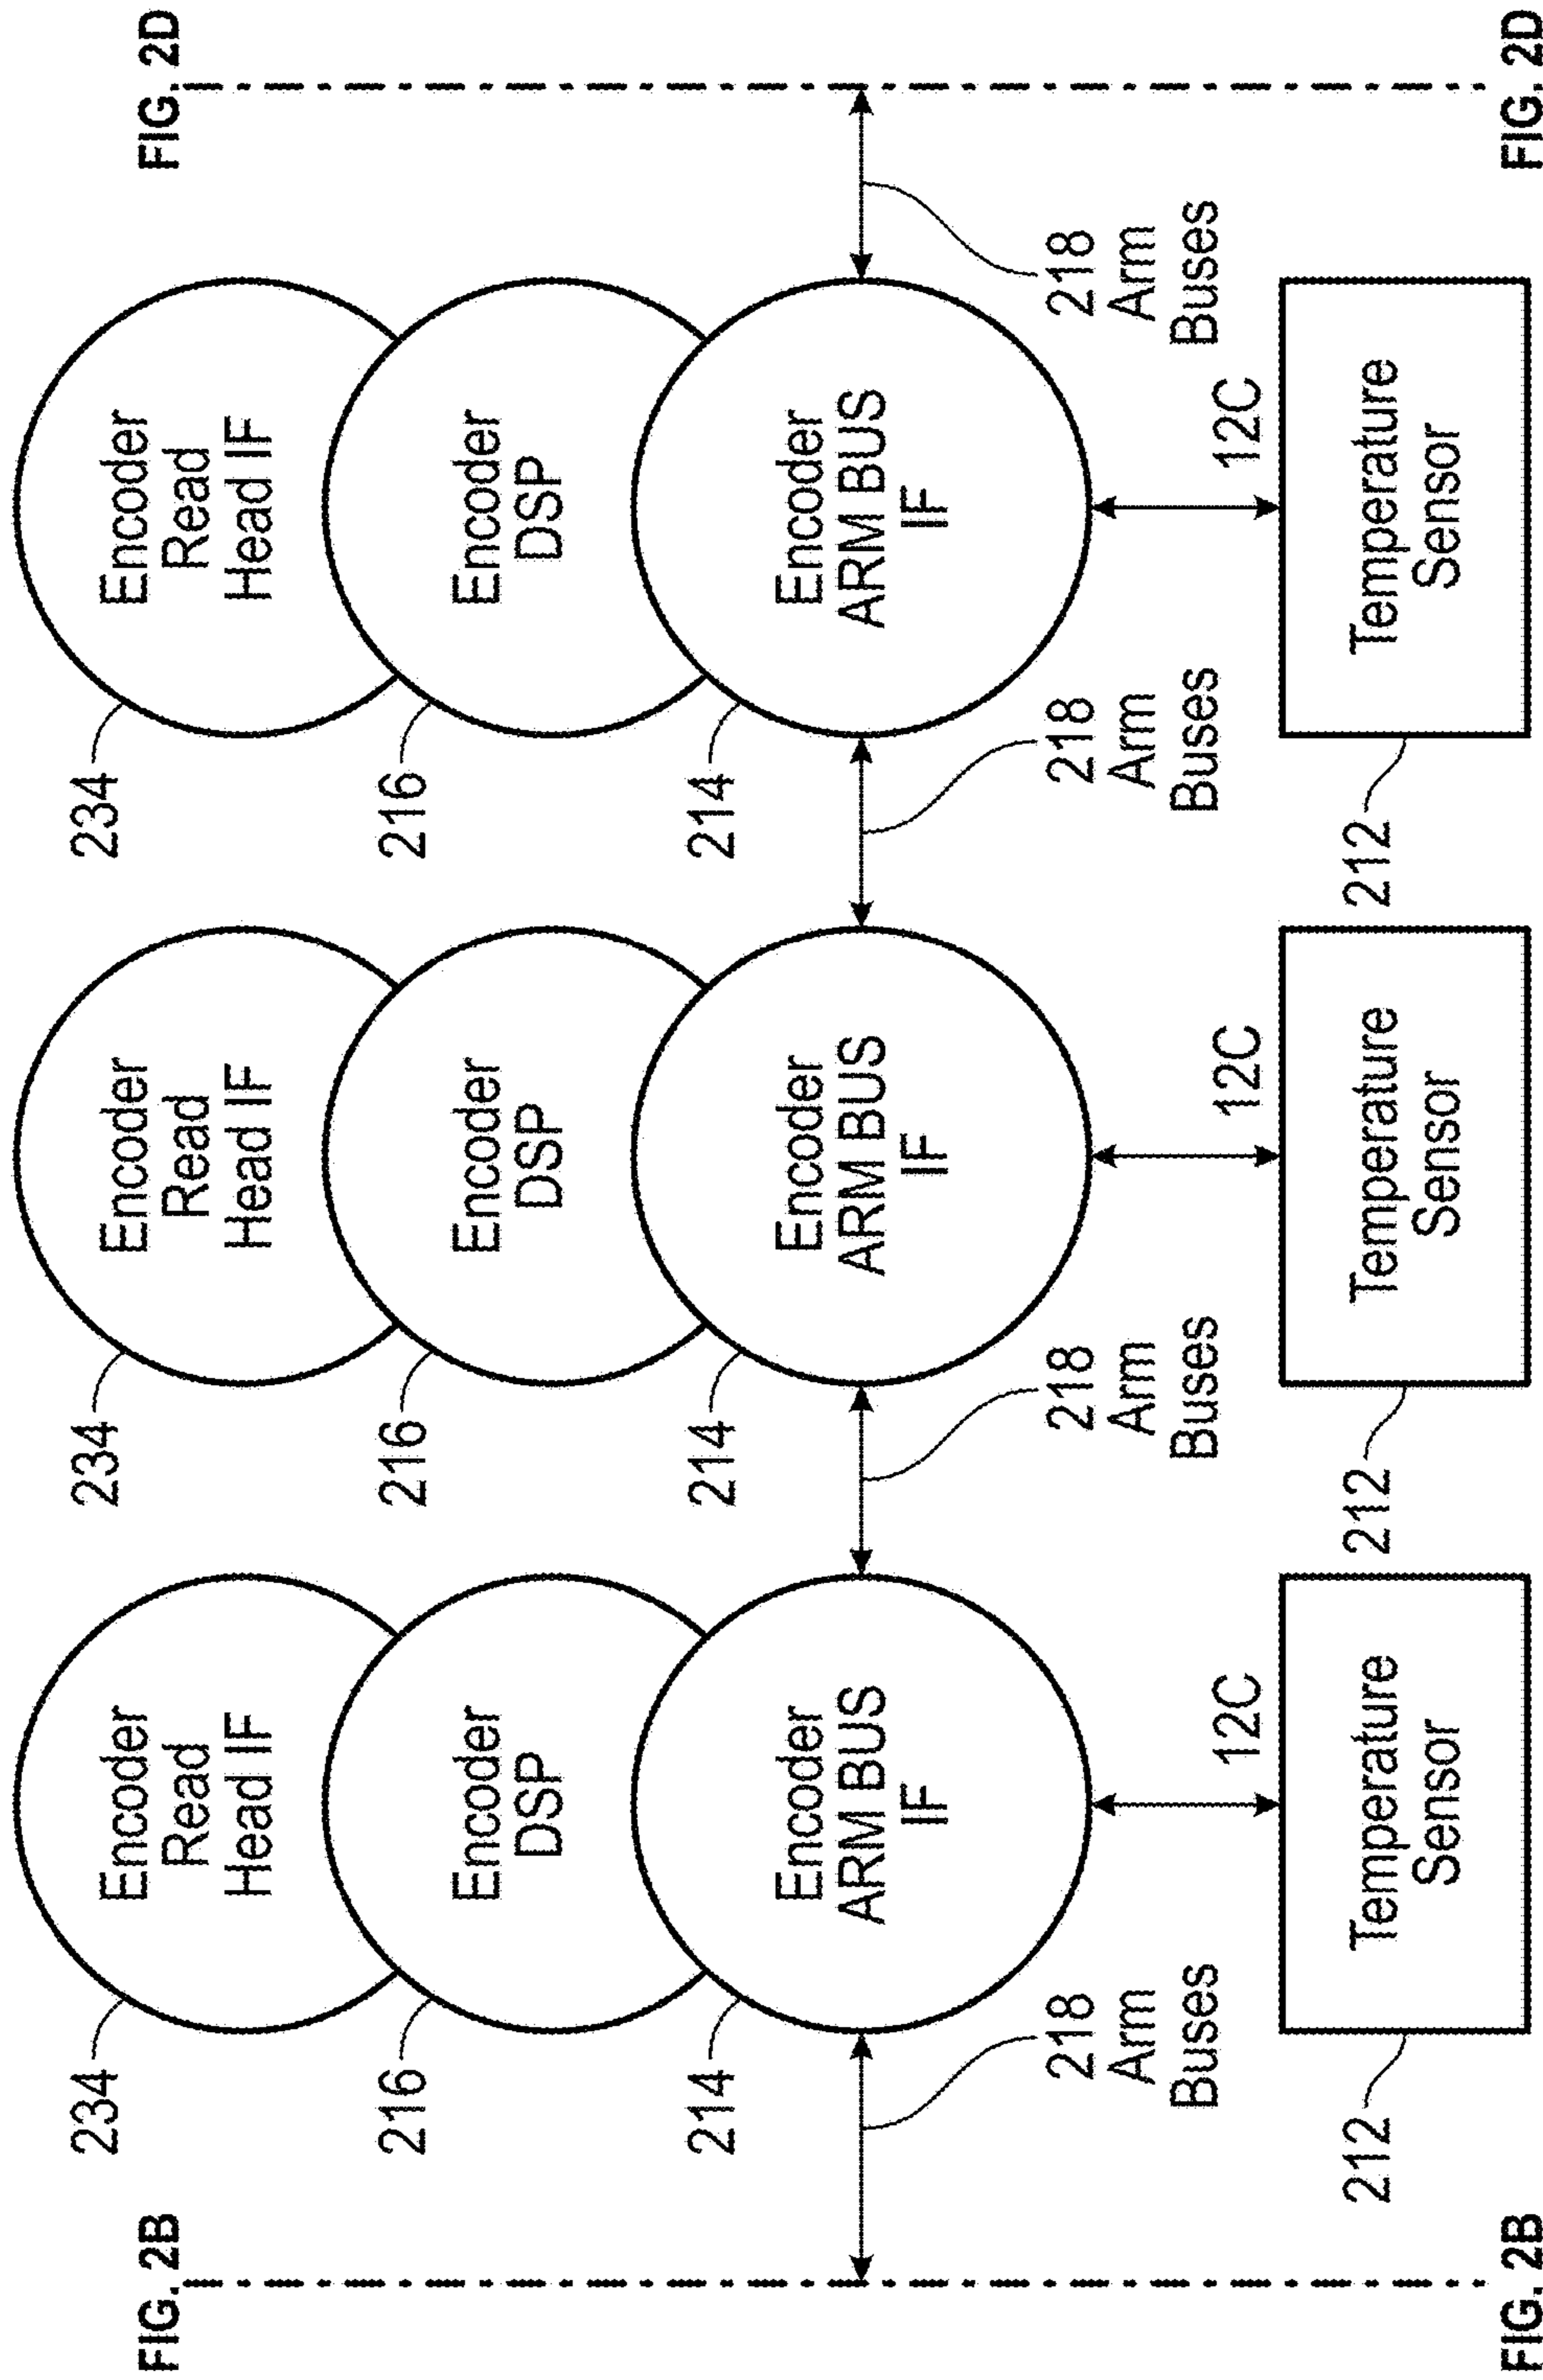 FIG. 2B
FIG. 2D
234
Encoder
Read
Head IF
216
Encoder
DSP
214
Encoder
ARM BUS
IF
218
Arm
Buses
12C
212
Temperature
Sensor
234
Encoder
Read
Head IF
216
Encoder
DSP
214
Encoder
ARM BUS
IF
218
Arm
Buses
12C
212
Temperature
Sensor
234
Encoder
Read
Head IF
216
Encoder
DSP
214
Encoder
ARM BUS
IF
218
Arm
Buses
12C
212
Temperature
Sensor
218
Arm
Buses
FIG. 2B
FIG. 2D